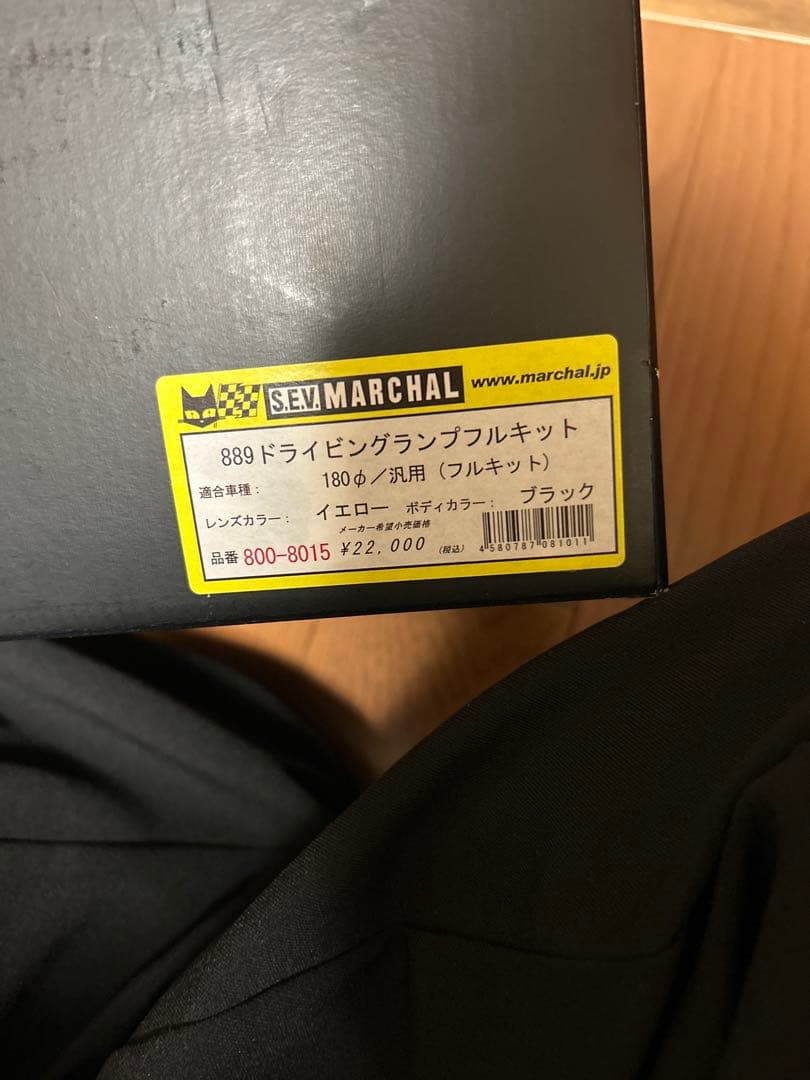 S.E.V. MARCHAL www.marchal.jp
889ドライビングランプフルキット
適合車種: 180φ/汎用(フルキット)
レンズカラー: イエロー ボディカラー: ブラック
メーカー希望小売価格
品番 800-8015 ¥22,000 (税込)
4580787081011